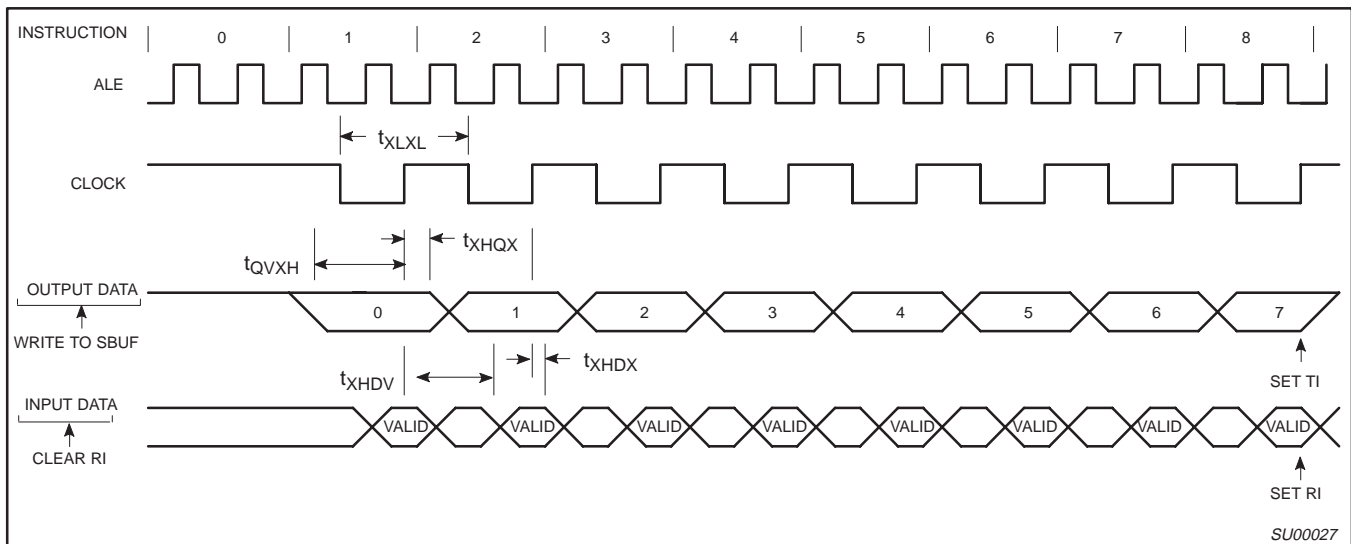 INSTRUCTION 0 1 2 3 4 5 6 7 8
ALE
tXLXL
CLOCK
tXHQX
tQVXH
OUTPUT DATA
0 1 2 3 4 5 6 7
WRITE TO SBUF
tXHDX
tXHDV
SET TI
INPUT DATA
VALID VALID VALID VALID VALID VALID VALID VALID
CLEAR RI
SET RI
SU00027